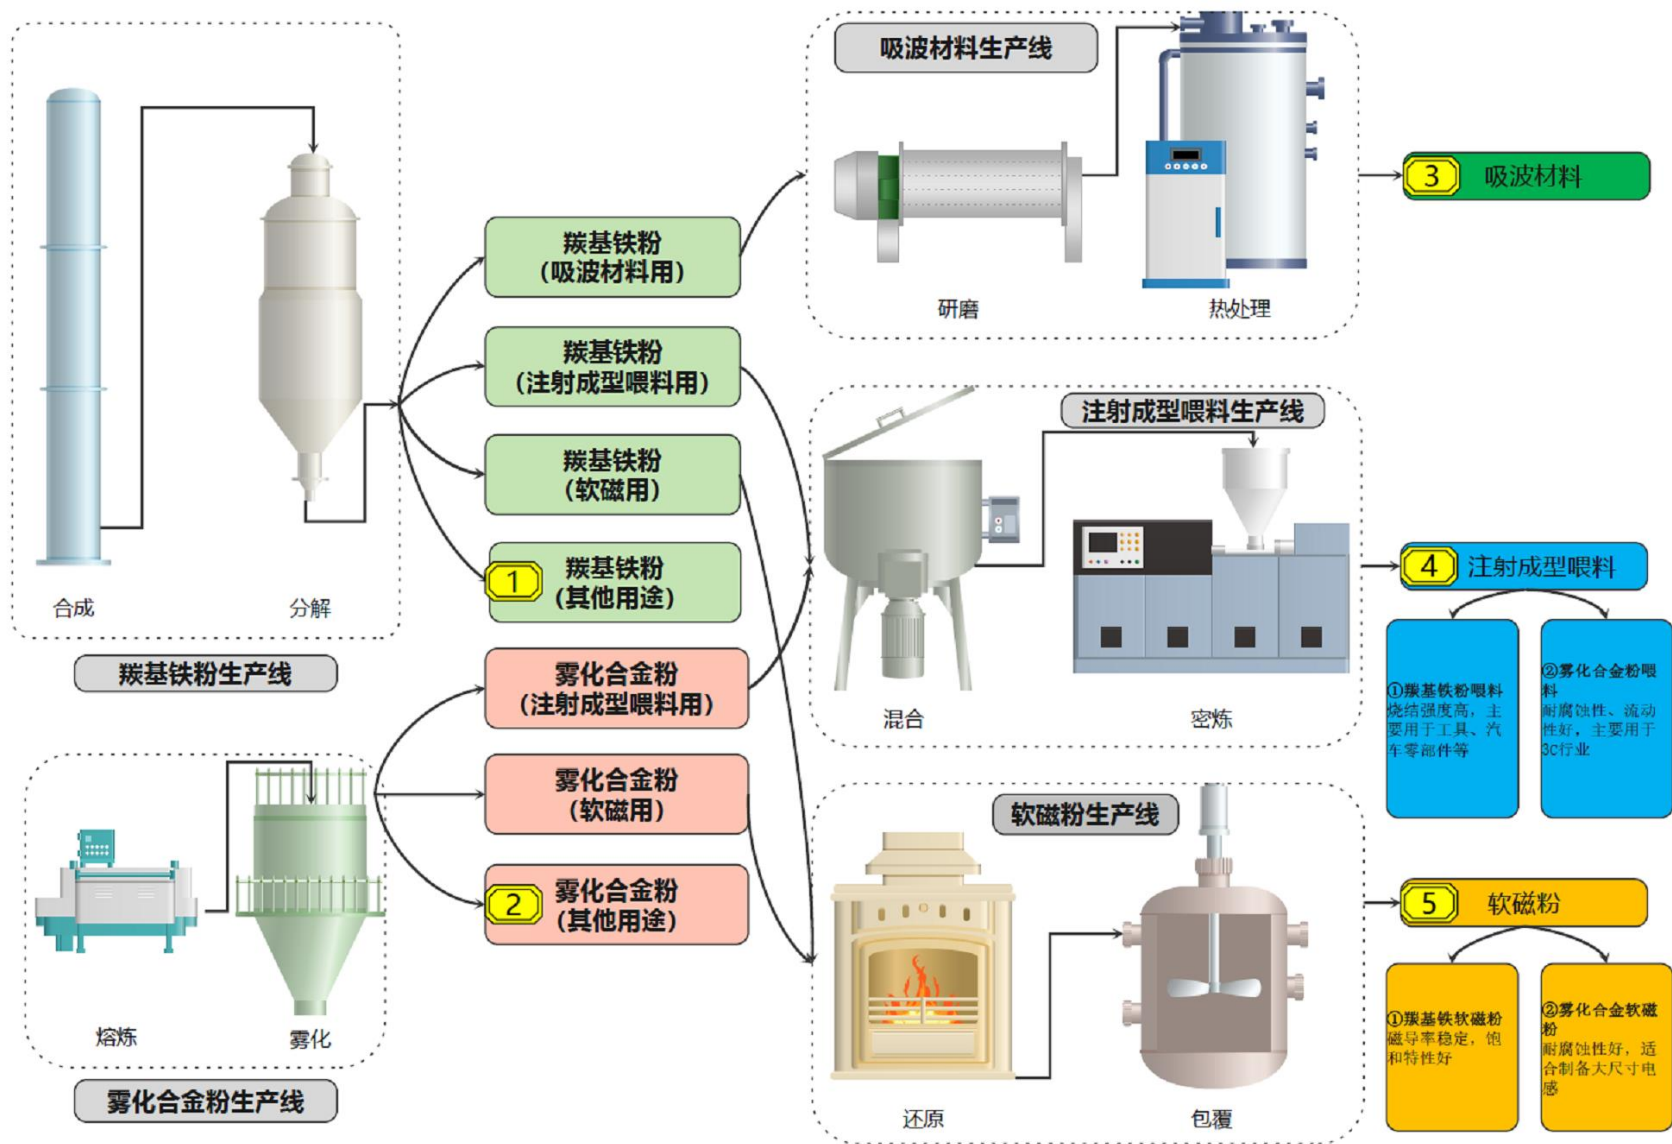 合成
分解
羰基铁粉生产线
熔炼
雾化
雾化合金粉生产线
羰基铁粉
（吸波材料用）
羰基铁粉
（注射成型喂料用）
羰基铁粉
（软磁用）
1
羰基铁粉
（其他用途）
雾化合金粉
（注射成型喂料用）
雾化合金粉
（软磁用）
2
雾化合金粉
（其他用途）
吸波材料生产线
研磨
热处理
3
吸波材料
注射成型喂料生产线
混合
密炼
4
注射成型喂料
①羰基铁粉喂料
烧结强度高，主
要用于工具、汽
车零部件等
②雾化合金粉喂
料
耐腐蚀性、流动
性好，主要用于
3C行业
软磁粉生产线
还原
包覆
5
软磁粉
①羰基铁软磁粉
磁导率稳定，饱
和特性好
②雾化合金软磁
粉
耐腐蚀性好，适
合制备大尺寸电
感